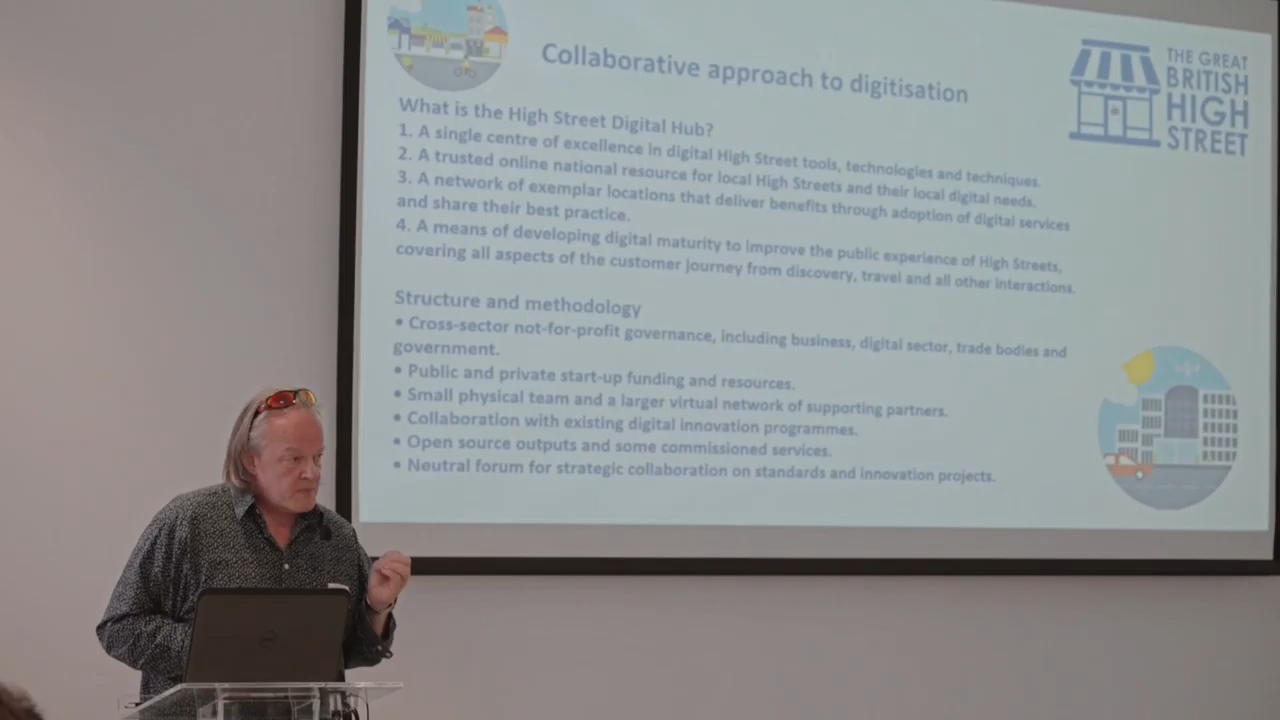 Collaborative approach to digitisation
THE GREAT
BRITISH
HIGH
STREET
What is the High Street Digital Hub?
1. A single centre of excellence in digital High Street tools, technologies and techniques.
2. A trusted online national resource for local High Streets and their local digital needs.
3. A network of exemplar locations that deliver benefits through adoption of digital services
and share their best practice.
4. A means of developing digital maturity to improve the public experience of High Streets,
covering all aspects of the customer journey from discovery, travel and all other interactions.
Structure and methodology
• Cross-sector not-for-profit governance, including business, digital sector, trade bodies and
government.
• Public and private start-up funding and resources.
• Small physical team and a larger virtual network of supporting partners.
• Collaboration with existing digital innovation programmes.
• Open source outputs and some commissioned services.
• Neutral forum for strategic collaboration on standards and innovation projects.
DELL